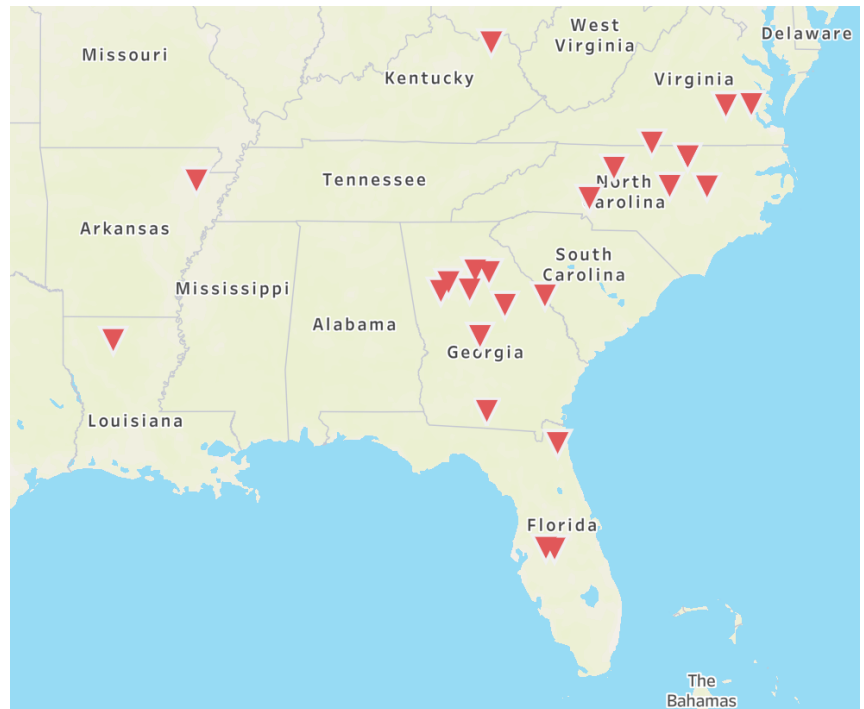 West
Virginia
Delaware
Missouri
Kentucky
Virginia
Tennessee
North
Carolina
Arkansas
South
Carolina
Mississippi
Alabama
Georgia
Louisiana
Florida
The
Bahamas